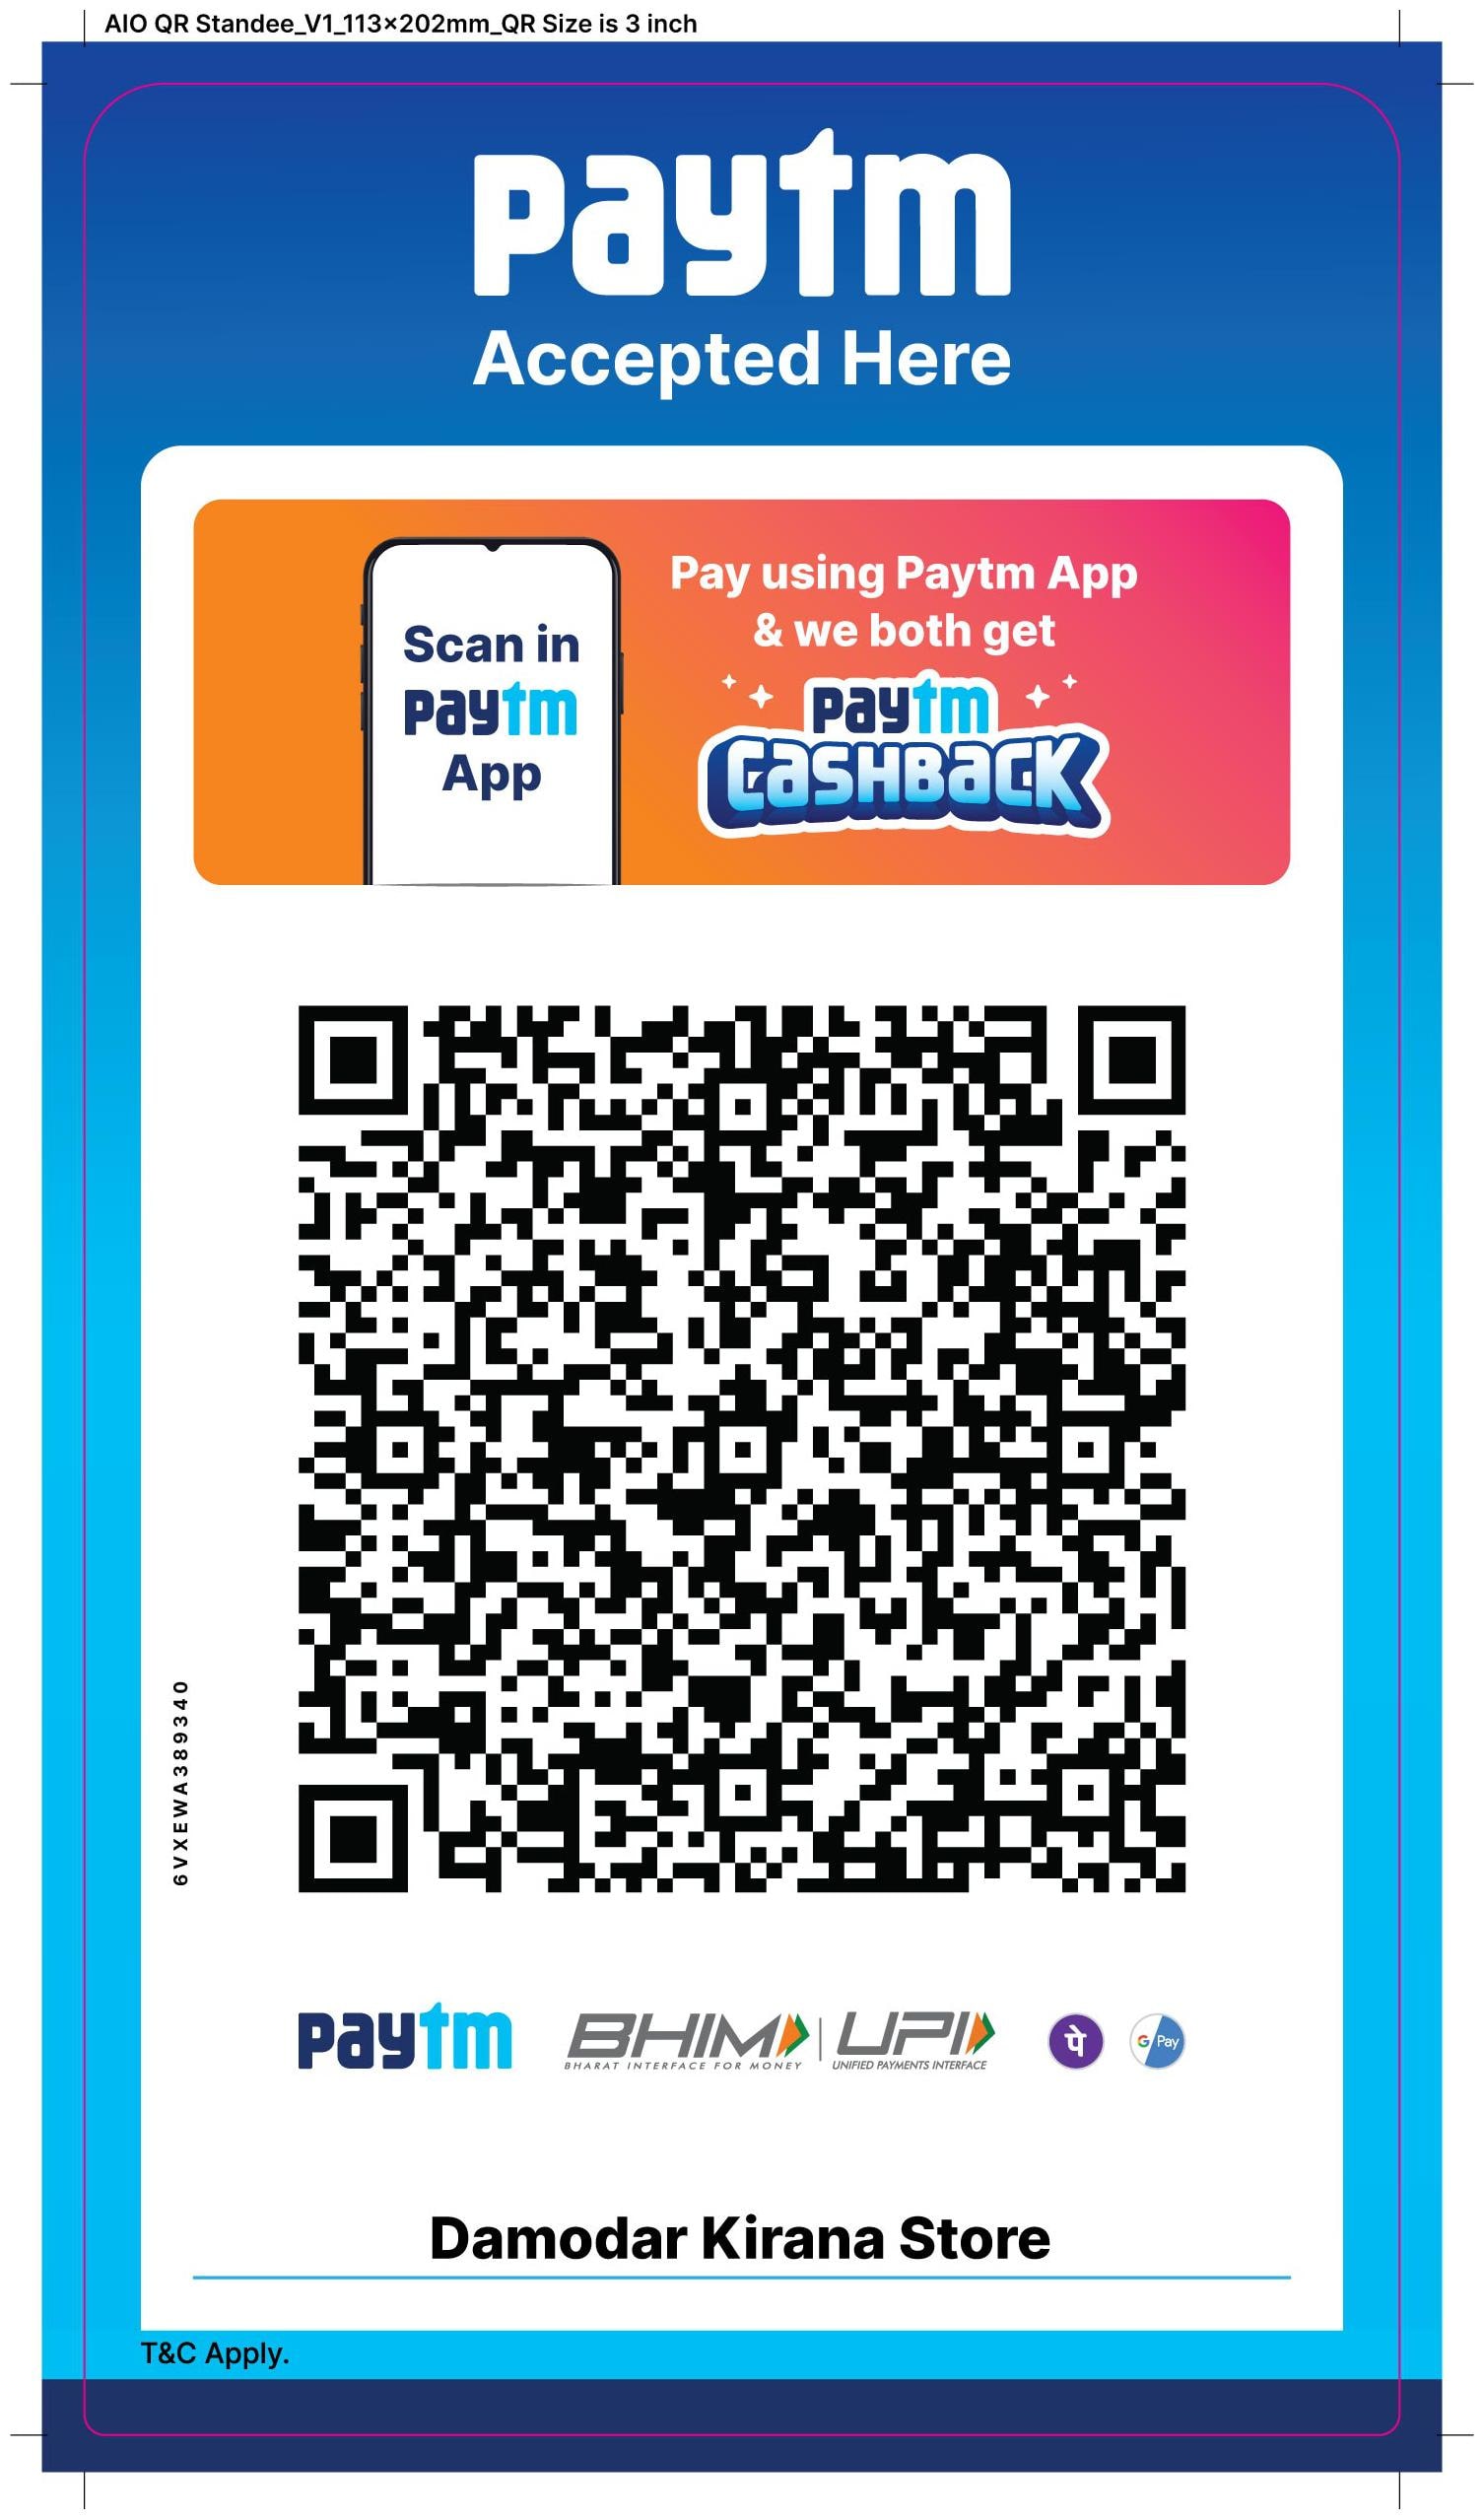 AIO QR Standee_V1_113×202mm_QR Size is 3 inch
paytm
Accepted Here
Scan in
paytm
App
Pay using Paytm App
& we both get
paytm
CASHBACK
6VXEWA389340
paytm
BHIM
BHARAT INTERFACE FOR MONEY
UPI
UNIFIED PAYMENTS INTERFACE
पे
G Pay
Damodar Kirana Store
T&C Apply.